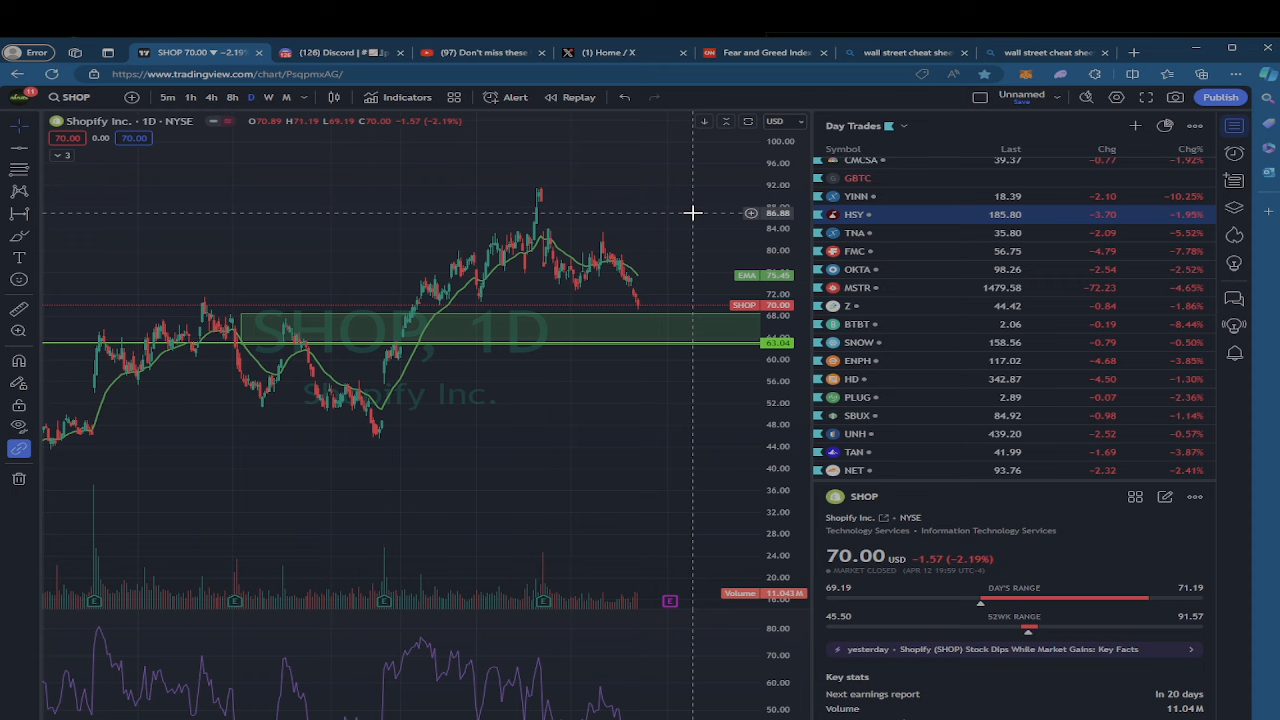 Error
SHOP 70.00 ▼ −2.19%
(126) Discord | #📈Jp
(97) Don't miss these
(1) Home / X
Fear and Greed Index
wall street cheat shee
wall street cheat shee
https://www.tradingview.com/chart/PsqpmxAG/
11
SHOP
5m 1h 4h 8h D W M
Indicators
Alert
Replay
Unnamed
Save
Publish
Shopify Inc. · 1D · NYSE
O70.89 H71.19 L69.19 C70.00 −1.57 (−2.19%)
USD
70.00 0.00 70.00
3
100.00
96.00
92.00
86.88
84.00
80.00
EMA 75.45
72.00
SHOP 70.00
68.00
63.04
60.00
56.00
52.00
48.00
44.00
40.00
36.00
32.00
28.00
24.00
20.00
Volume 11.043M
16.00
80.00
70.00
60.00
50.00
SHOP, 1D
Shopify Inc.
E
E
E
E
E
Day Trades
Symbol Last Chg Chg%
CMCSA 39.37 −0.77 −1.92%
GBTC
YINN 18.39 −2.10 −10.25%
HSY 185.80 −3.70 −1.95%
TNA 35.80 −2.09 −5.52%
FMC 56.75 −4.79 −7.78%
OKTA 98.26 −2.54 −2.52%
MSTR 1479.58 −72.23 −4.65%
Z 44.42 −0.84 −1.86%
BTBT 2.06 −0.19 −8.44%
SNOW 158.56 −0.79 −0.50%
ENPH 117.02 −4.68 −3.85%
HD 342.87 −4.50 −1.30%
PLUG 2.89 −0.07 −2.36%
SBUX 84.92 −0.98 −1.14%
UNH 439.20 −2.52 −0.57%
TAN 41.99 −1.69 −3.87%
NET 93.76 −2.32 −2.41%
SHOP
Shopify Inc. • NYSE
Technology Services • Information Technology Services
70.00 USD −1.57 (−2.19%)
MARKET CLOSED (APR 12 19:59 UTC-4)
69.19 DAYS RANGE 71.19
45.50 52WK RANGE 91.57
yesterday • Shopify (SHOP) Stock Dips While Market Gains: Key Facts
Key stats
Next earnings report In 20 days
Volume 11.04M